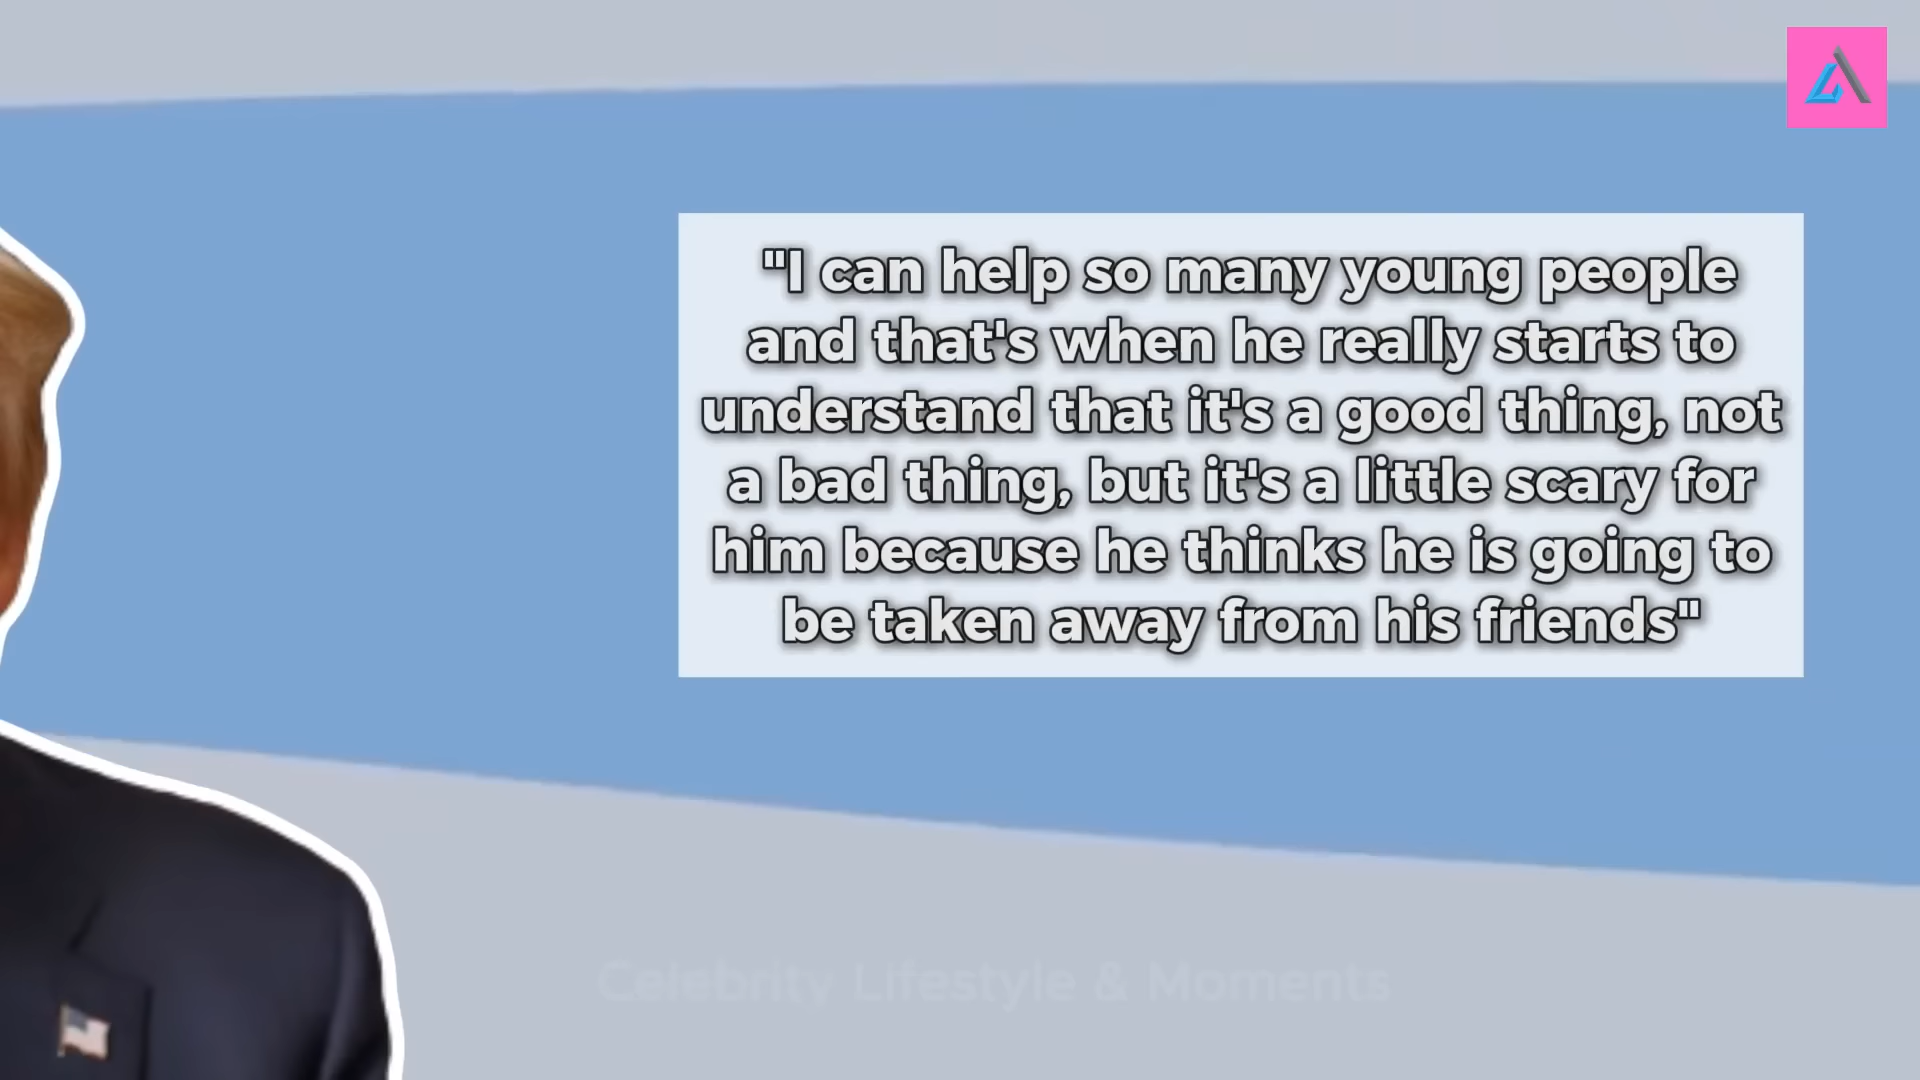 "I can help so many young people
and that's when he really starts to
understand that it's a good thing, not
a bad thing, but it's a little scary for
him because he thinks he is going to
be taken away from his friends"
Celebrity Lifestyle & Moments